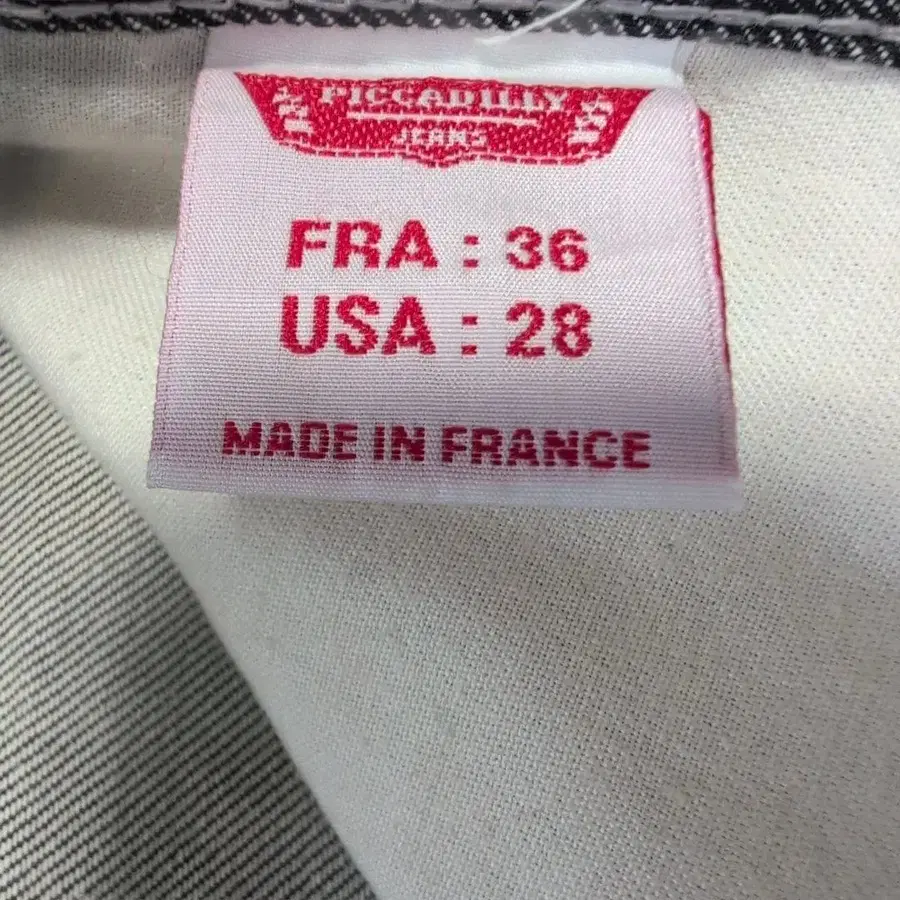 PICCADILLY
JEANS
FRA : 36
USA : 28
MADE IN FRANCE